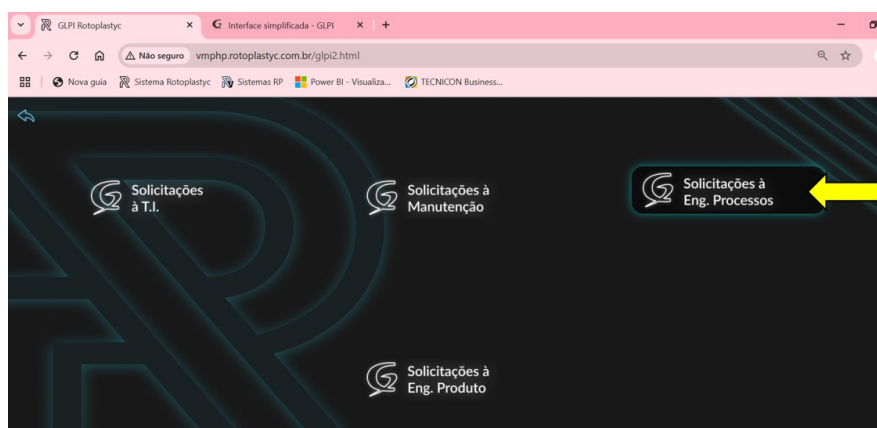 GLPI Rotoplastyc
Interface simplificada - GLPI
Não seguro
vmphp.rotoplastyc.com.br/glpi2.html
Nova guia
Sistema Rotoplastyc
Sistemas RP
Power BI - Visualiza...
TECNICON Business...
Solicitações
à T.I.
Solicitações à
Manutenção
Solicitações à
Eng. Processos
Solicitações à
Eng. Produto